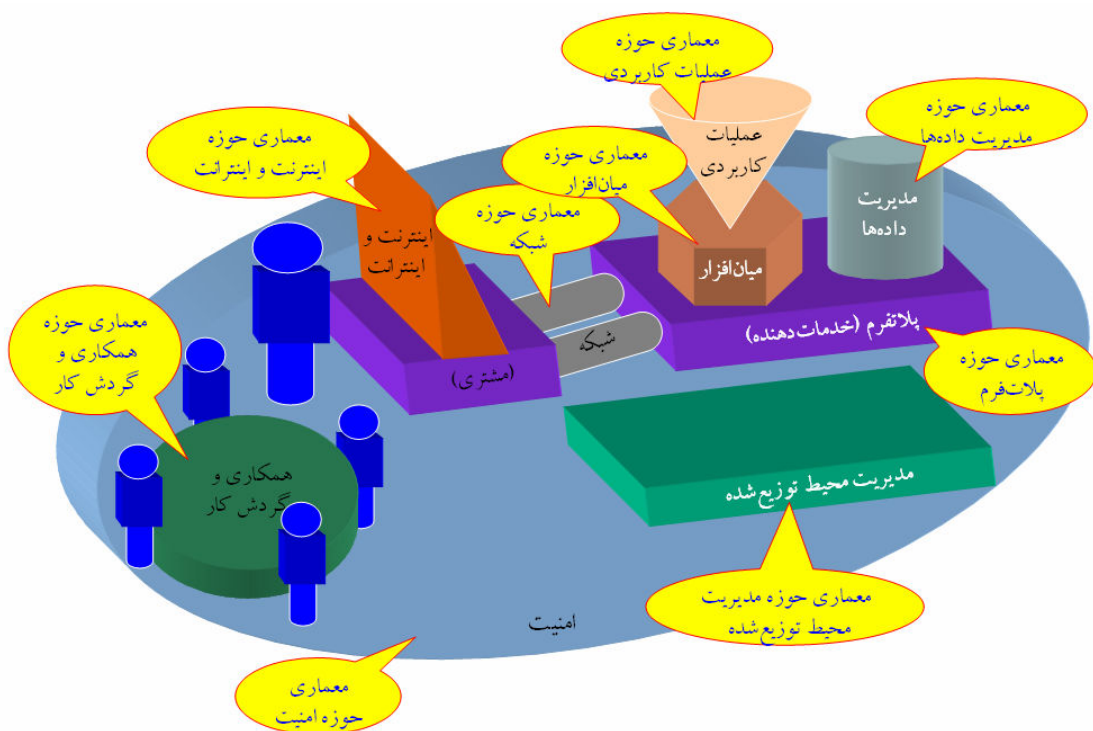 معماری حوزه
عملیات کاربردی
معماری حوزه
مدیریت داده‌ها
معماری حوزه
اینترنت و اینترانت
عملیات
کاربردی
معماری حوزه
میان‌افزار
معماری حوزه
شبکه
مدیریت
داده‌ها
اینترنت و
اینترانت
میان‌افزار
پلاتفرم (خدمات‌دهنده)
شبکه
(مشتری)
معماری حوزه
همکاری و
گردش کار
معماری حوزه
پلات‌فرم
همکاری و
گردش کار
مدیریت محیط توزیع‌شده
معماری حوزه مدیریت
محیط توزیع‌شده
امنیت
معماری
حوزه امنیت